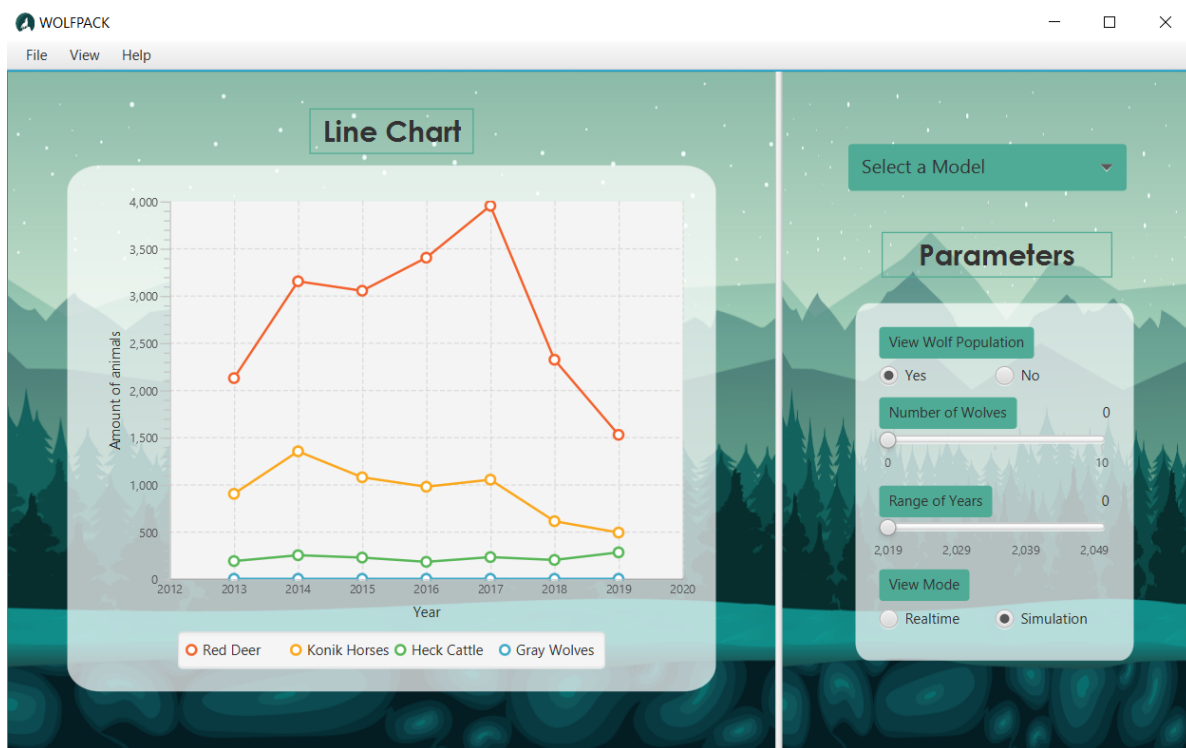 WOLFPACK
File View Help
Line Chart
4,000
3,500
3,000
2,500
2,000
1,500
1,000
500
0
Amount of animals
2012 2013 2014 2015 2016 2017 2018 2019 2020
Year
Red Deer Konik Horses Heck Cattle Gray Wolves
Select a Model
Parameters
View Wolf Population
Yes No
Number of Wolves 0
0 10
Range of Years 0
2,019 2,029 2,039 2,049
View Mode
Realtime Simulation